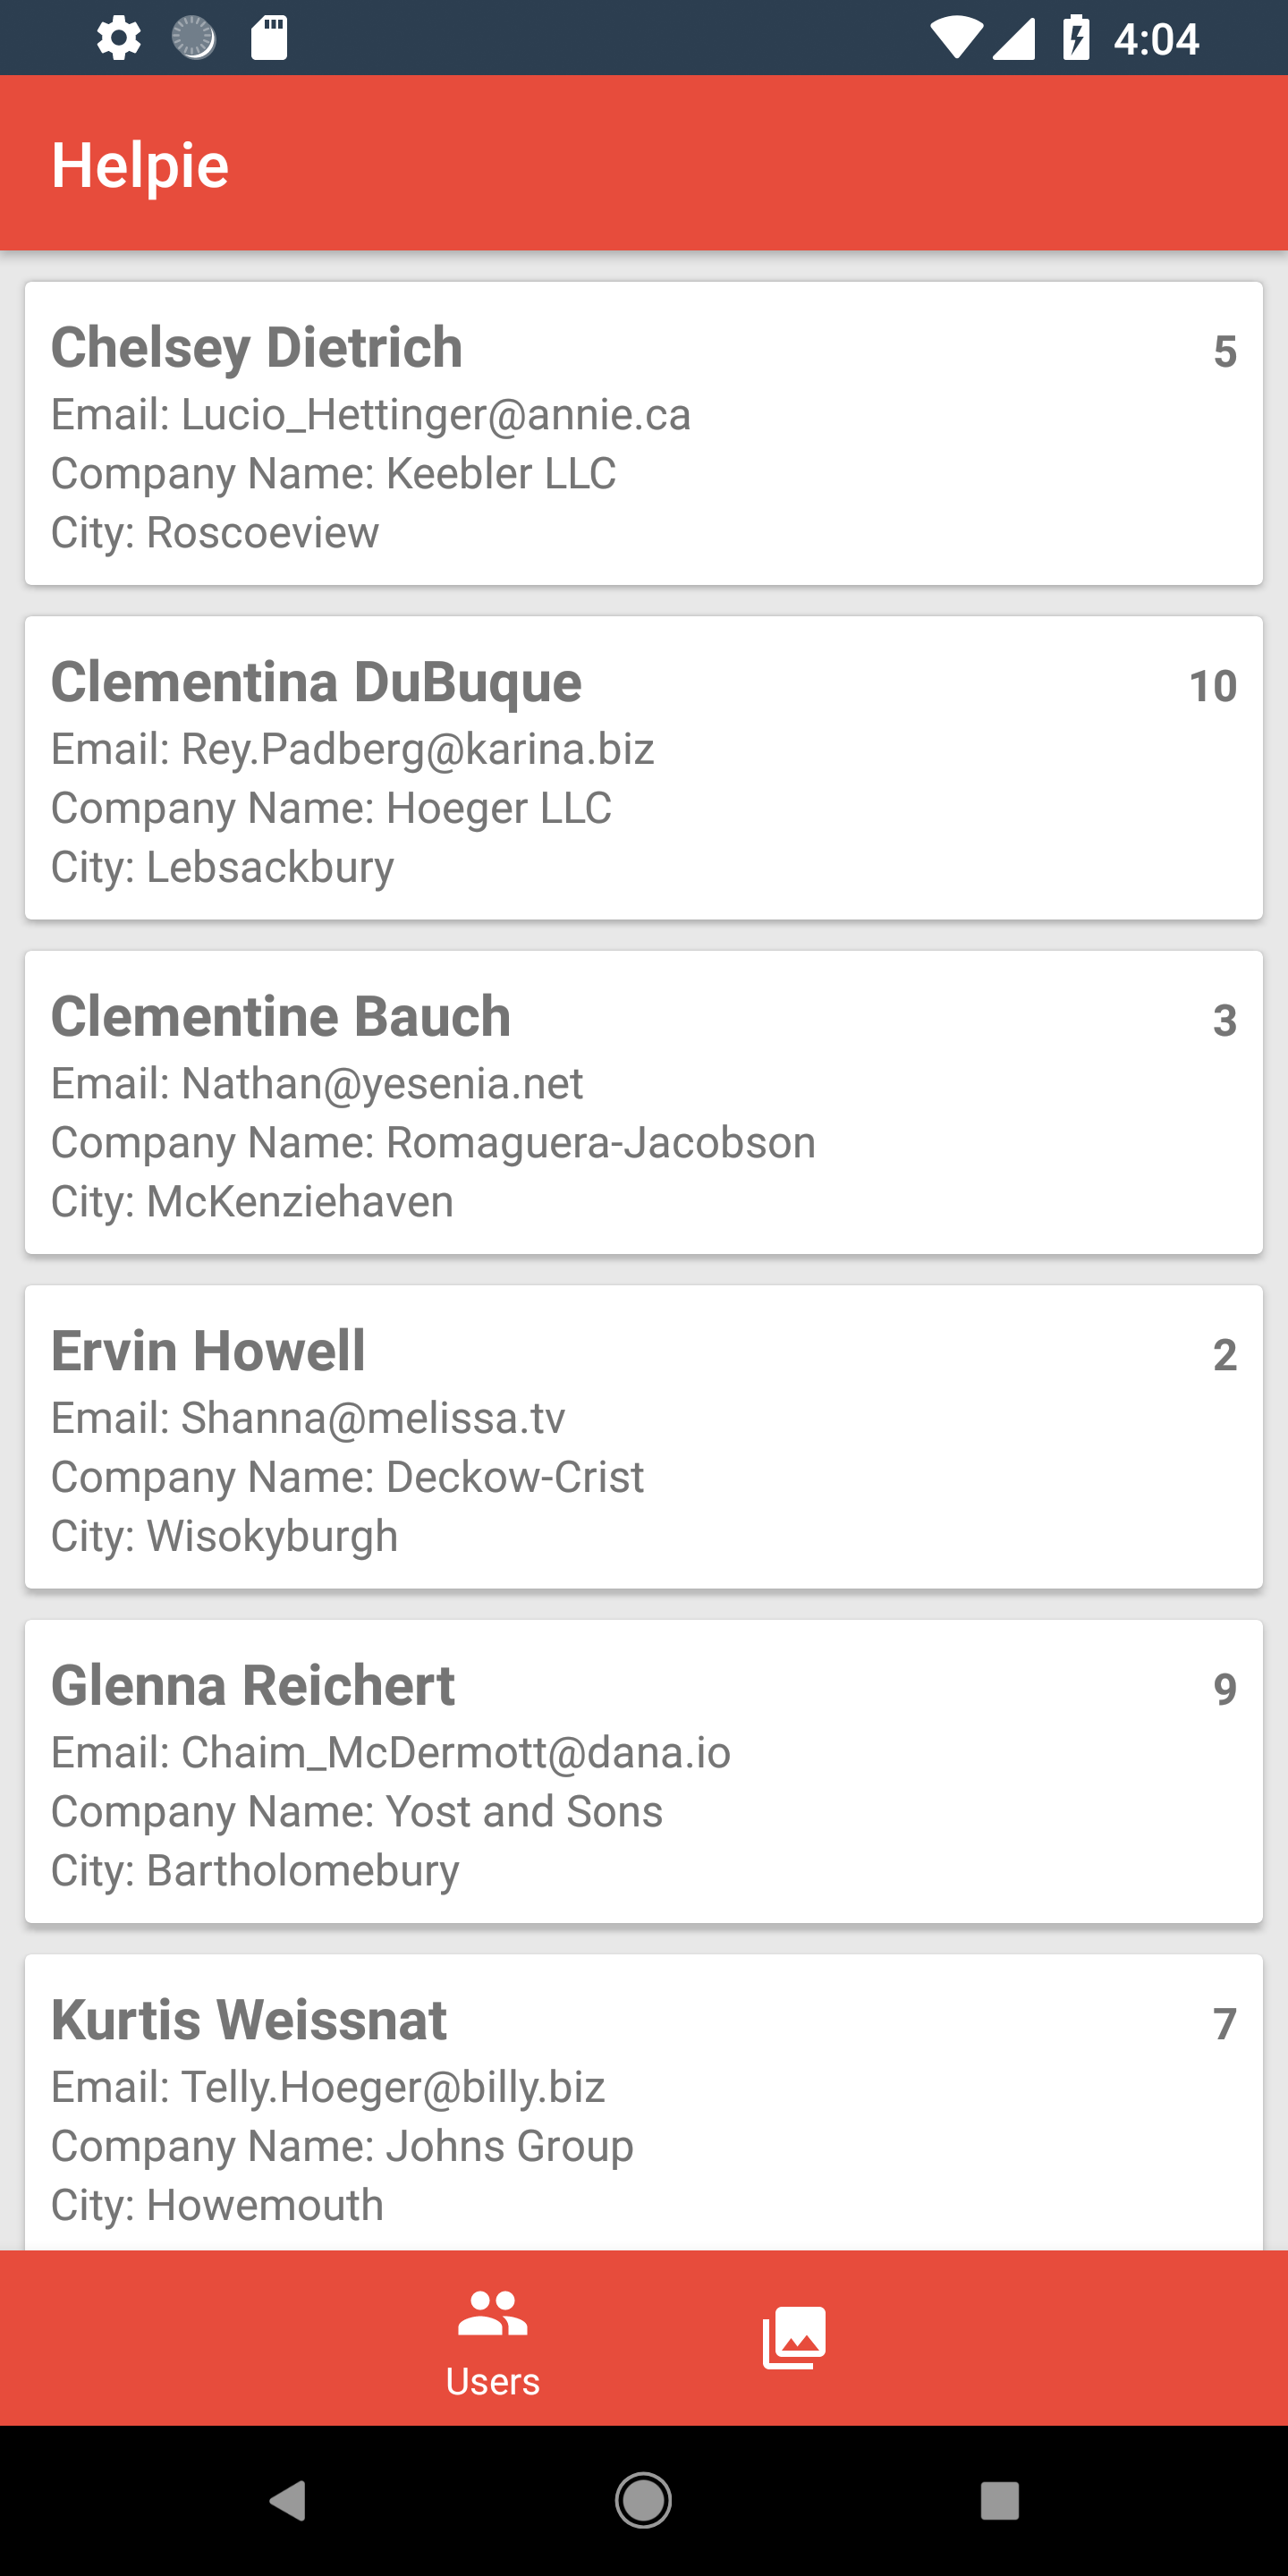 4:04
Helpie
Chelsey Dietrich 5
Email: Lucio_Hettinger@annie.ca
Company Name: Keebler LLC
City: Roscoeview
Clementina DuBuque 10
Email: Rey.Padberg@karina.biz
Company Name: Hoeger LLC
City: Lebsackbury
Clementine Bauch 3
Email: Nathan@yesenia.net
Company Name: Romaguera-Jacobson
City: McKenziehaven
Ervin Howell 2
Email: Shanna@melissa.tv
Company Name: Deckow-Crist
City: Wisokyburgh
Glenna Reichert 9
Email: Chaim_McDermott@dana.io
Company Name: Yost and Sons
City: Bartholomebury
Kurtis Weissnat 7
Email: Telly.Hoeger@billy.biz
Company Name: Johns Group
City: Howemouth
Users